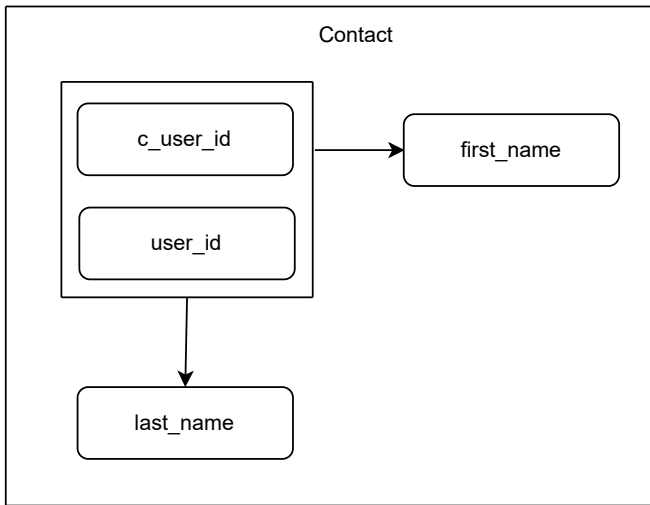 Contact
c_user_id
first_name
user_id
last_name